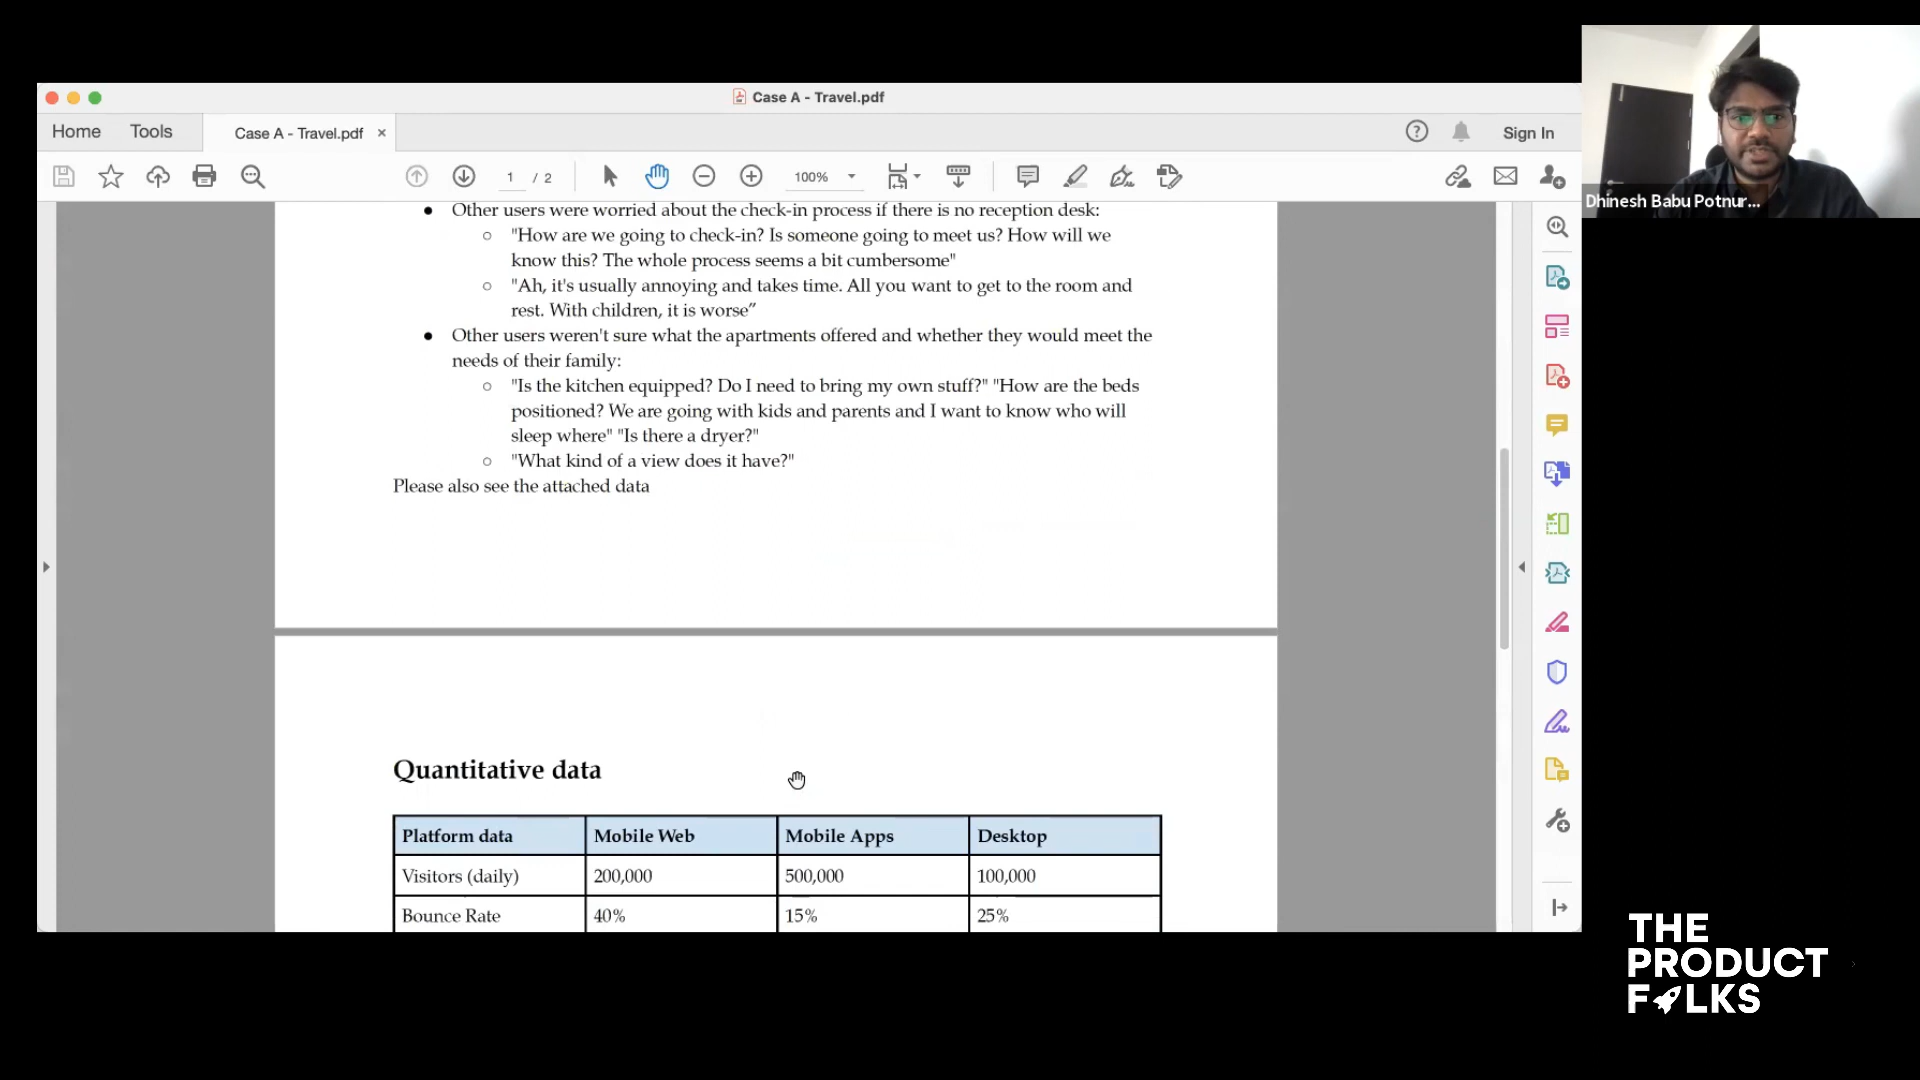 Case A - Travel.pdf
Home Tools Case A - Travel.pdf × Sign In
1 / 2 100%
● Other users were worried about the check-in process if there is no reception desk:
○ "How are we going to check-in? Is someone going to meet us? How will we
know this? The whole process seems a bit cumbersome"
○ "Ah, it's usually annoying and takes time. All you want to get to the room and
rest. With children, it is worse”
● Other users weren't sure what the apartments offered and whether they would meet the
needs of their family:
○ "Is the kitchen equipped? Do I need to bring my own stuff?" "How are the beds
positioned? We are going with kids and parents and I want to know who will
sleep where" "Is there a dryer?"
○ "What kind of a view does it have?"
Please also see the attached data
Quantitative data
Platform data Mobile Web Mobile Apps Desktop
Visitors (daily) 200,000 500,000 100,000
Bounce Rate 40% 15% 25%
Dhinesh Babu Potnur...
THE
PRODUCT
FOLKS